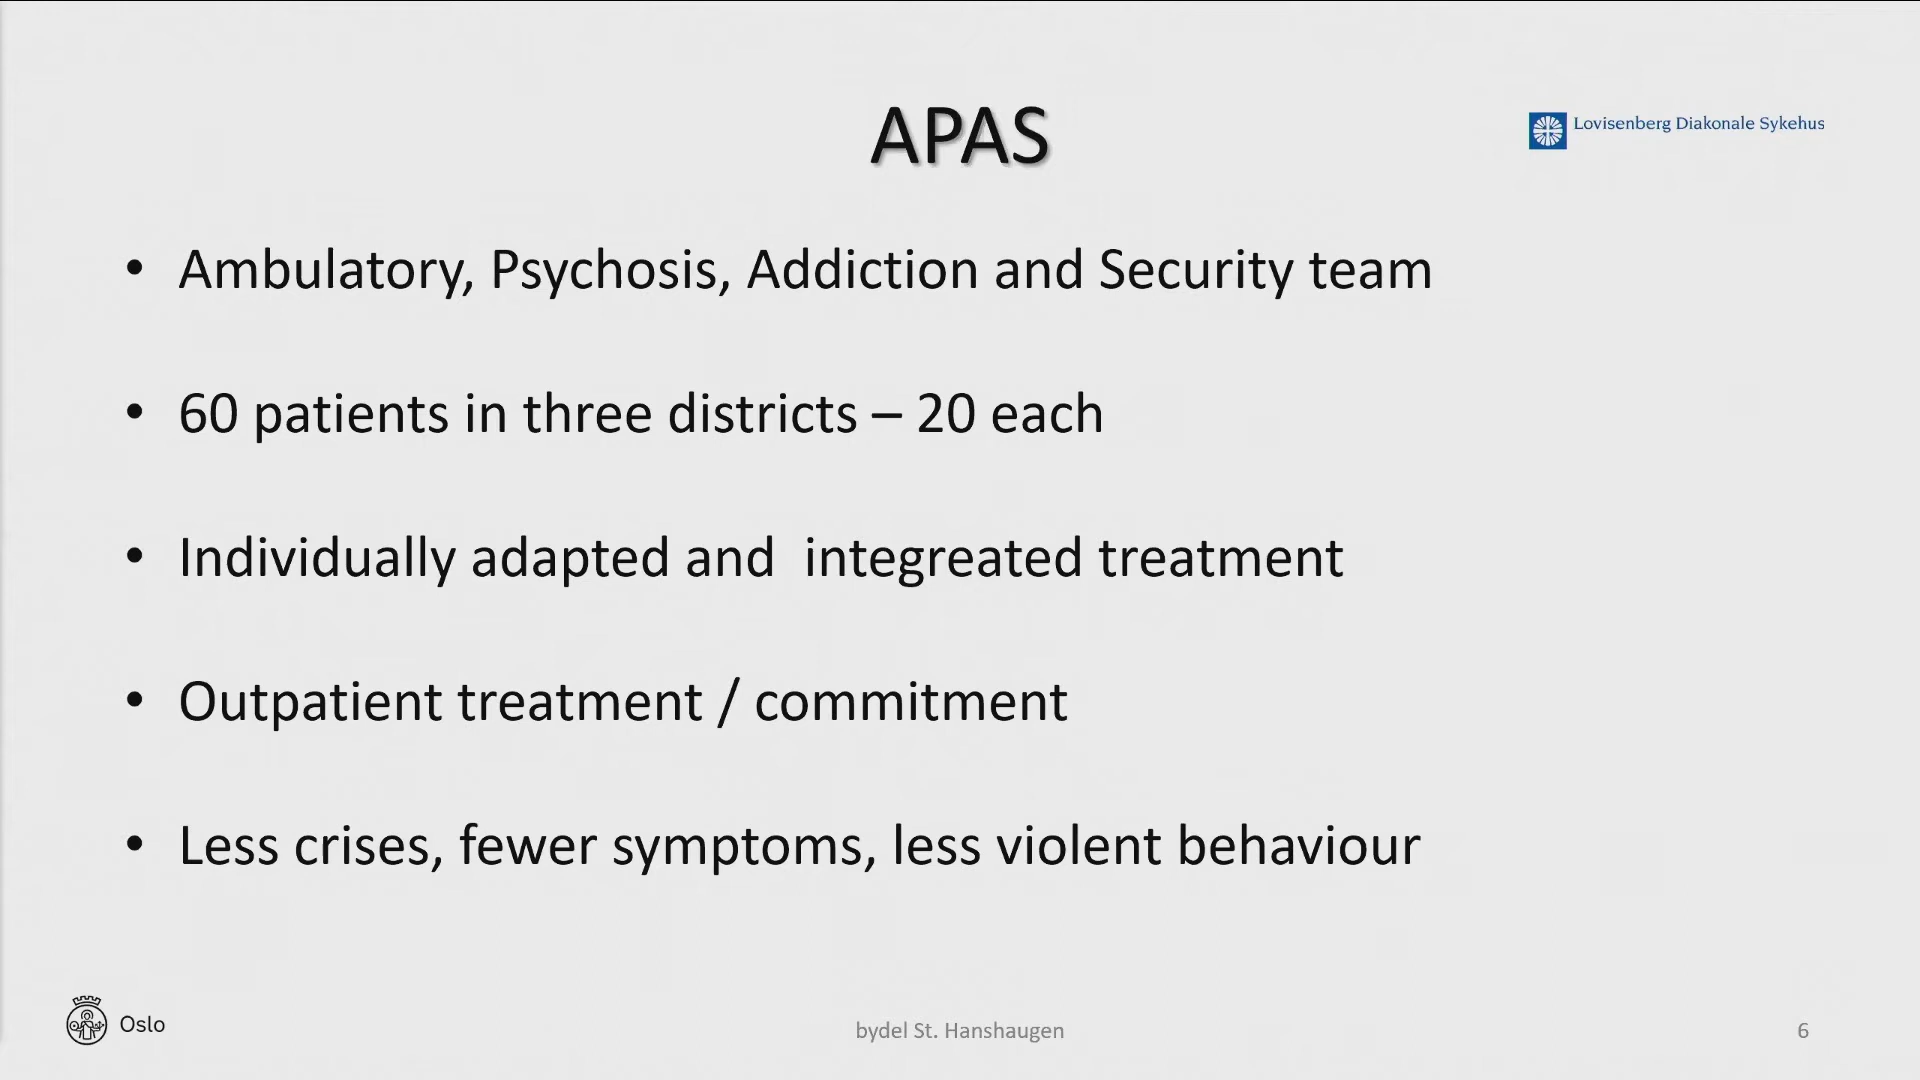 APAS
Lovisenberg Diakonale Sykehus
• Ambulatory, Psychosis, Addiction and Security team
• 60 patients in three districts – 20 each
• Individually adapted and  integreated treatment
• Outpatient treatment / commitment
• Less crises, fewer symptoms, less violent behaviour
Oslo
bydel St. Hanshaugen
6